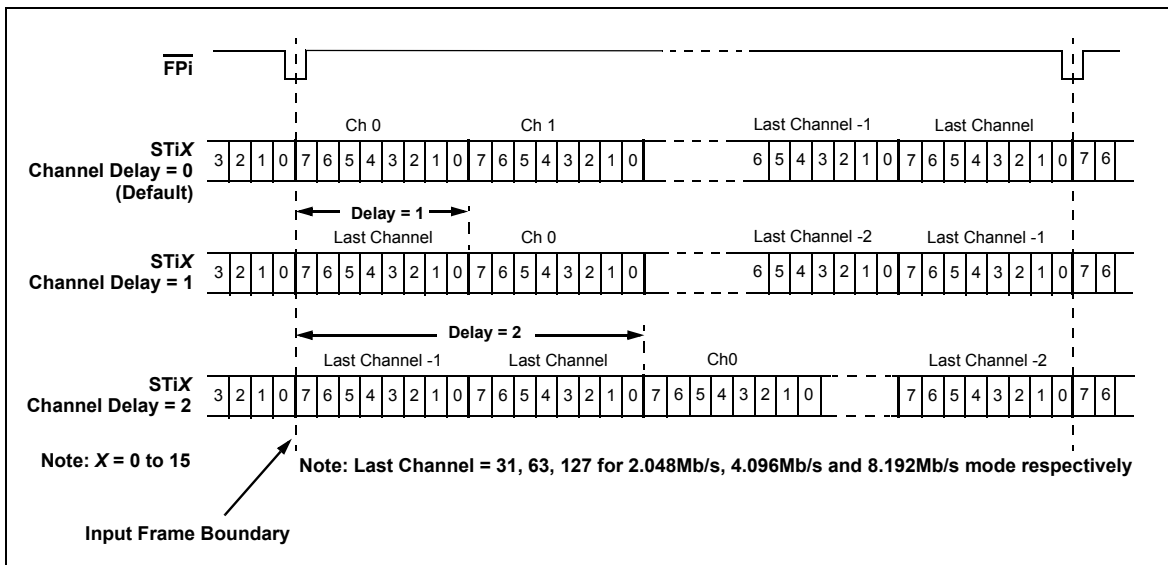 FPi
Ch 0 Ch 1 Last Channel -1 Last Channel
STiX
Channel Delay = 0
(Default)
3 2 1 0 7 6 5 4 3 2 1 0 7 6 5 4 3 2 1 0 6 5 4 3 2 1 0 7 6 5 4 3 2 1 0 7 6
Delay = 1
Last Channel Ch 0 Last Channel -2 Last Channel -1
STiX
Channel Delay = 1
3 2 1 0 7 6 5 4 3 2 1 0 7 6 5 4 3 2 1 0 6 5 4 3 2 1 0 7 6 5 4 3 2 1 0 7 6
Delay = 2
Last Channel -1 Last Channel Ch0 Last Channel -2
STiX
Channel Delay = 2
3 2 1 0 7 6 5 4 3 2 1 0 7 6 5 4 3 2 1 0 7 6 5 4 3 2 1 0 7 6 5 4 3 2 1 0 7 6
Note: X = 0 to 15
Note: Last Channel = 31, 63, 127 for 2.048Mb/s, 4.096Mb/s and 8.192Mb/s mode respectively
Input Frame Boundary